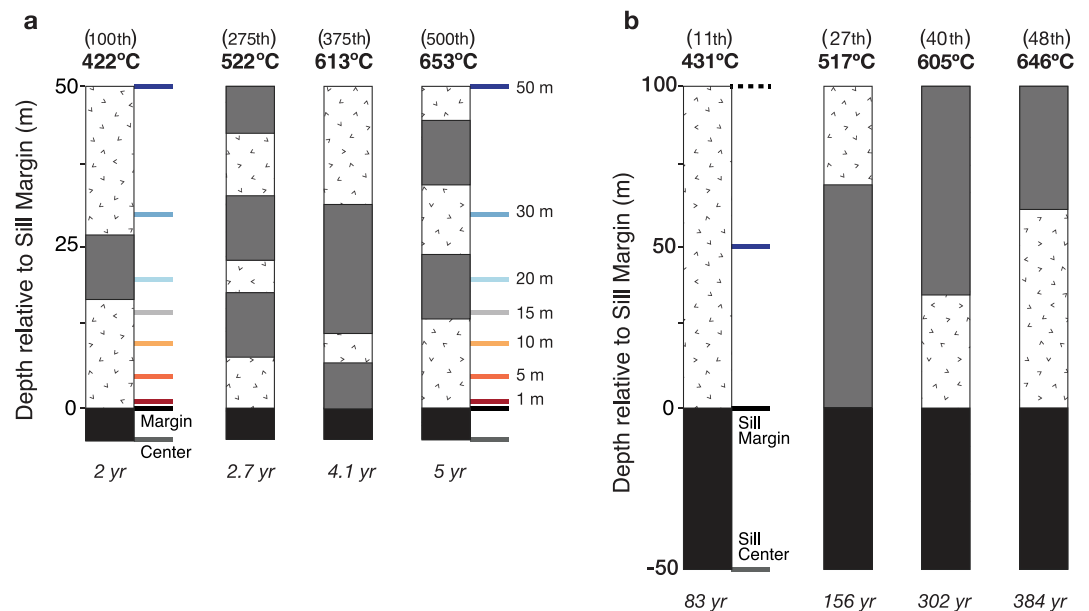 a
(100th) (275th) (375th) (500th)
422ºC 522ºC 613ºC 653ºC
50
25
0
Depth relative to Sill Margin (m)
50 m
30 m
20 m
15 m
10 m
5 m
1 m
Margin
Center
2 yr 2.7 yr 4.1 yr 5 yr
b
(11th) (27th) (40th) (48th)
431ºC 517ºC 605ºC 646ºC
100
50
0
-50
Depth relative to Sill Margin (m)
Sill
Margin
Sill
Center
83 yr 156 yr 302 yr 384 yr